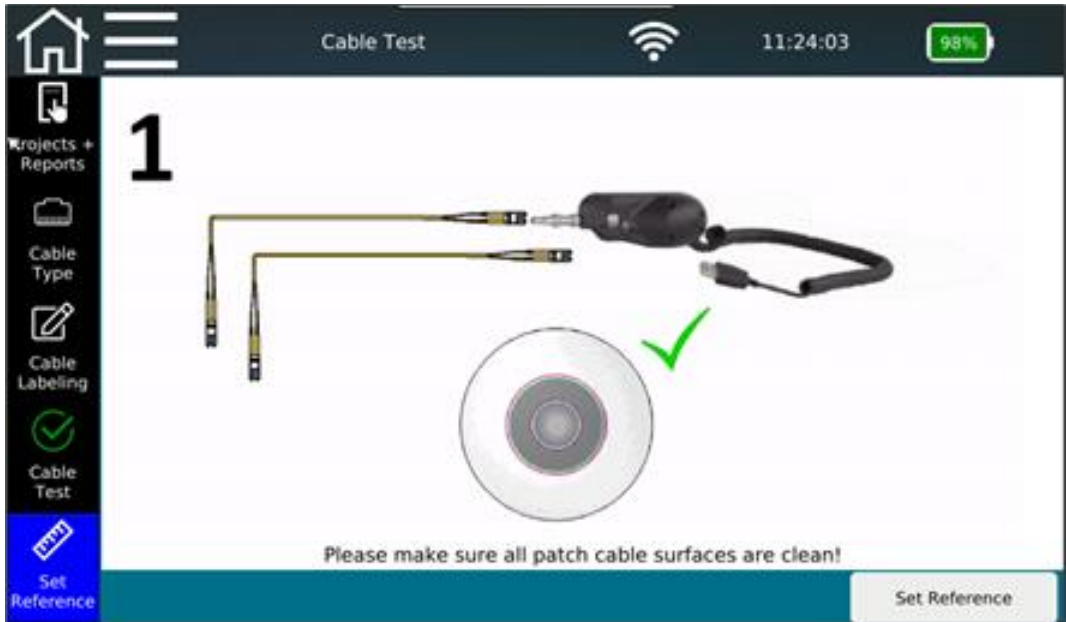 Cable Test
11:24:03
98%
Projects +
Reports
Cable
Type
Cable
Labeling
Cable
Test
Set
Reference
1
Please make sure all patch cable surfaces are clean!
Set Reference